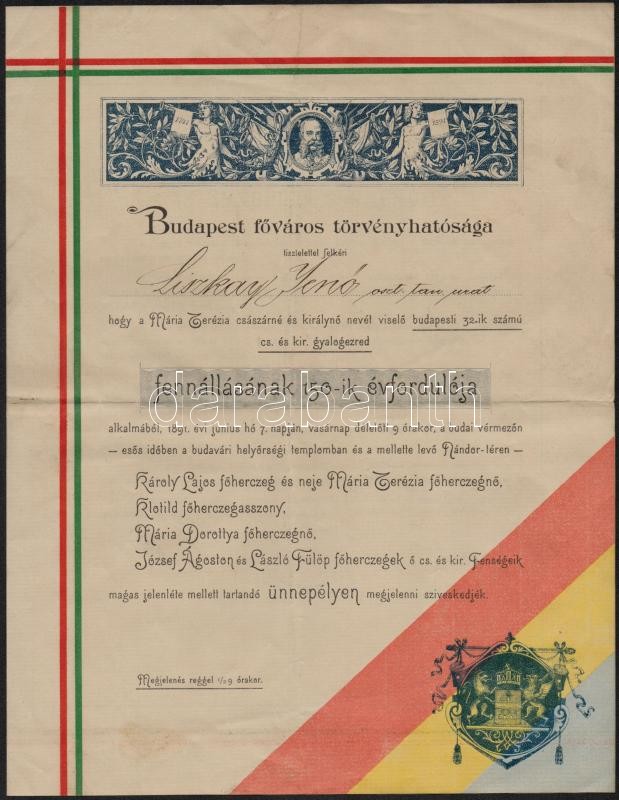 1741
1891
Budapest főváros törvényhatósága
tisztelettel felkéri
Liszkay Jenő oszt. tan. urat
hogy a Mária Terézia császárné és királynő nevét viselő budapesti 32-ik számú
cs. és kir. gyalogezred
fennállásának 150-ik évfordulója
darabanth
alkalmából, 1891. évi június hó 7. napján, vasárnap délelőtt 9 órakor, a budai vérmezőn
— esős időben a budavári helyőrségi templomban és a mellette levő Nándor-téren —
Károly Lajos főherczeg és neje Mária Terézia főherczegnő,
Klotild főherczegasszony,
Mária Dorottya főherczegnő,
József Ágoston és László Fülöp főherczegek ő cs. és kir. Fenségeik
magas jelenléte mellett tartandó ünnepélyen megjelenni sziveskedjék.
Megjelenés reggel ½9 órakor.